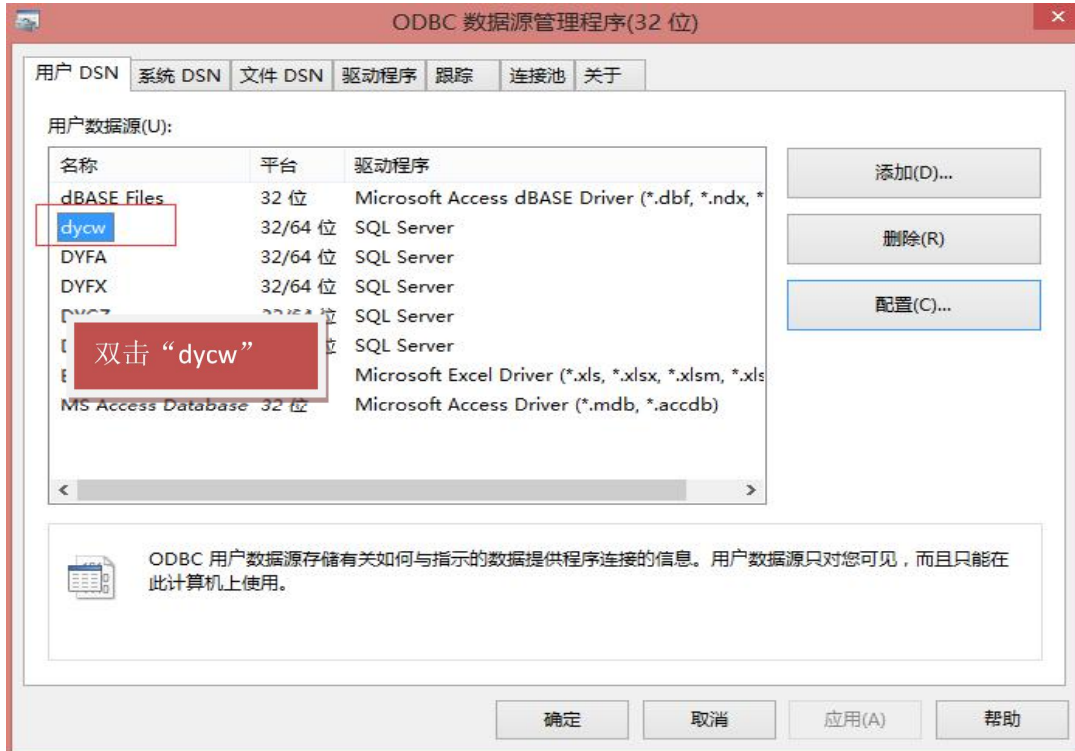 ODBC 数据源管理程序(32 位)
用户 DSN 系统 DSN 文件 DSN 驱动程序 跟踪 连接池 关于
用户数据源(U):
名称 平台 驱动程序
dBASE Files 32 位 Microsoft Access dBASE Driver (*.dbf, *.ndx, *
dycw 32/64 位 SQL Server
DYFA 32/64 位 SQL Server
DYFX 32/64 位 SQL Server
位 SQL Server
位 SQL Server
Microsoft Excel Driver (*.xls, *.xlsx, *.xlsm, *.xls
MS Access Database 32 位 Microsoft Access Driver (*.mdb, *.accdb)
双击“dycw”
添加(D)...
删除(R)
配置(C)...
ODBC 用户数据源存储有关如何与指示的数据提供程序连接的信息。用户数据源只对您可见，而且只能在
此计算机上使用。
确定 取消 应用(A) 帮助